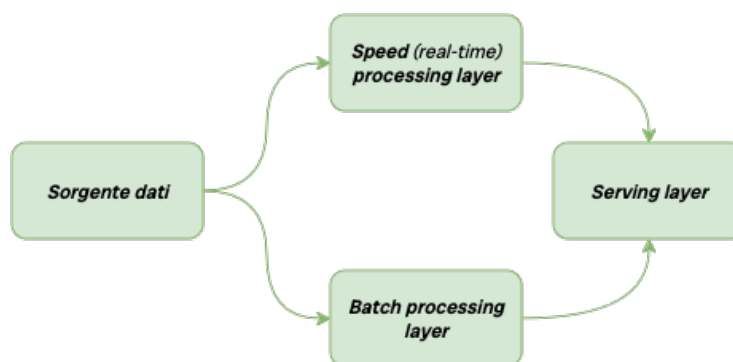 Speed (real-time)
processing layer
Sorgente dati
Serving layer
Batch processing
layer